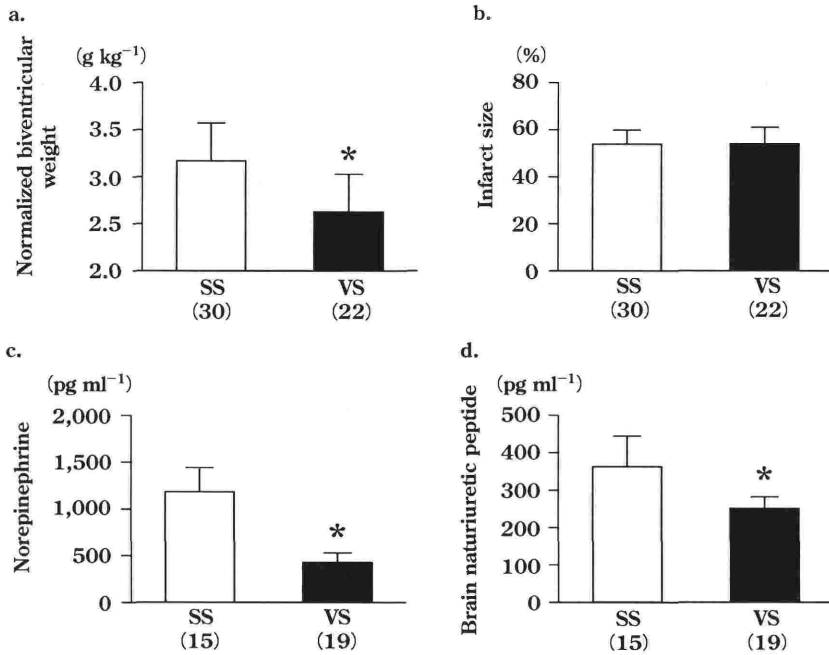 a.
Normalized biventricular
weight
(g kg⁻¹)
4.0
3.5
3.0
2.5
2.0
*
SS
VS
(30)
(22)
b.
Infarct size
(%)
80
60
40
20
0
SS
VS
(30)
(22)
c.
Norepinephrine
(pg ml⁻¹)
2,000
1,500
1,000
500
0
*
SS
VS
(15)
(19)
d.
Brain naturiuretic peptide
(pg ml⁻¹)
500
400
300
200
100
0
*
SS
VS
(15)
(19)